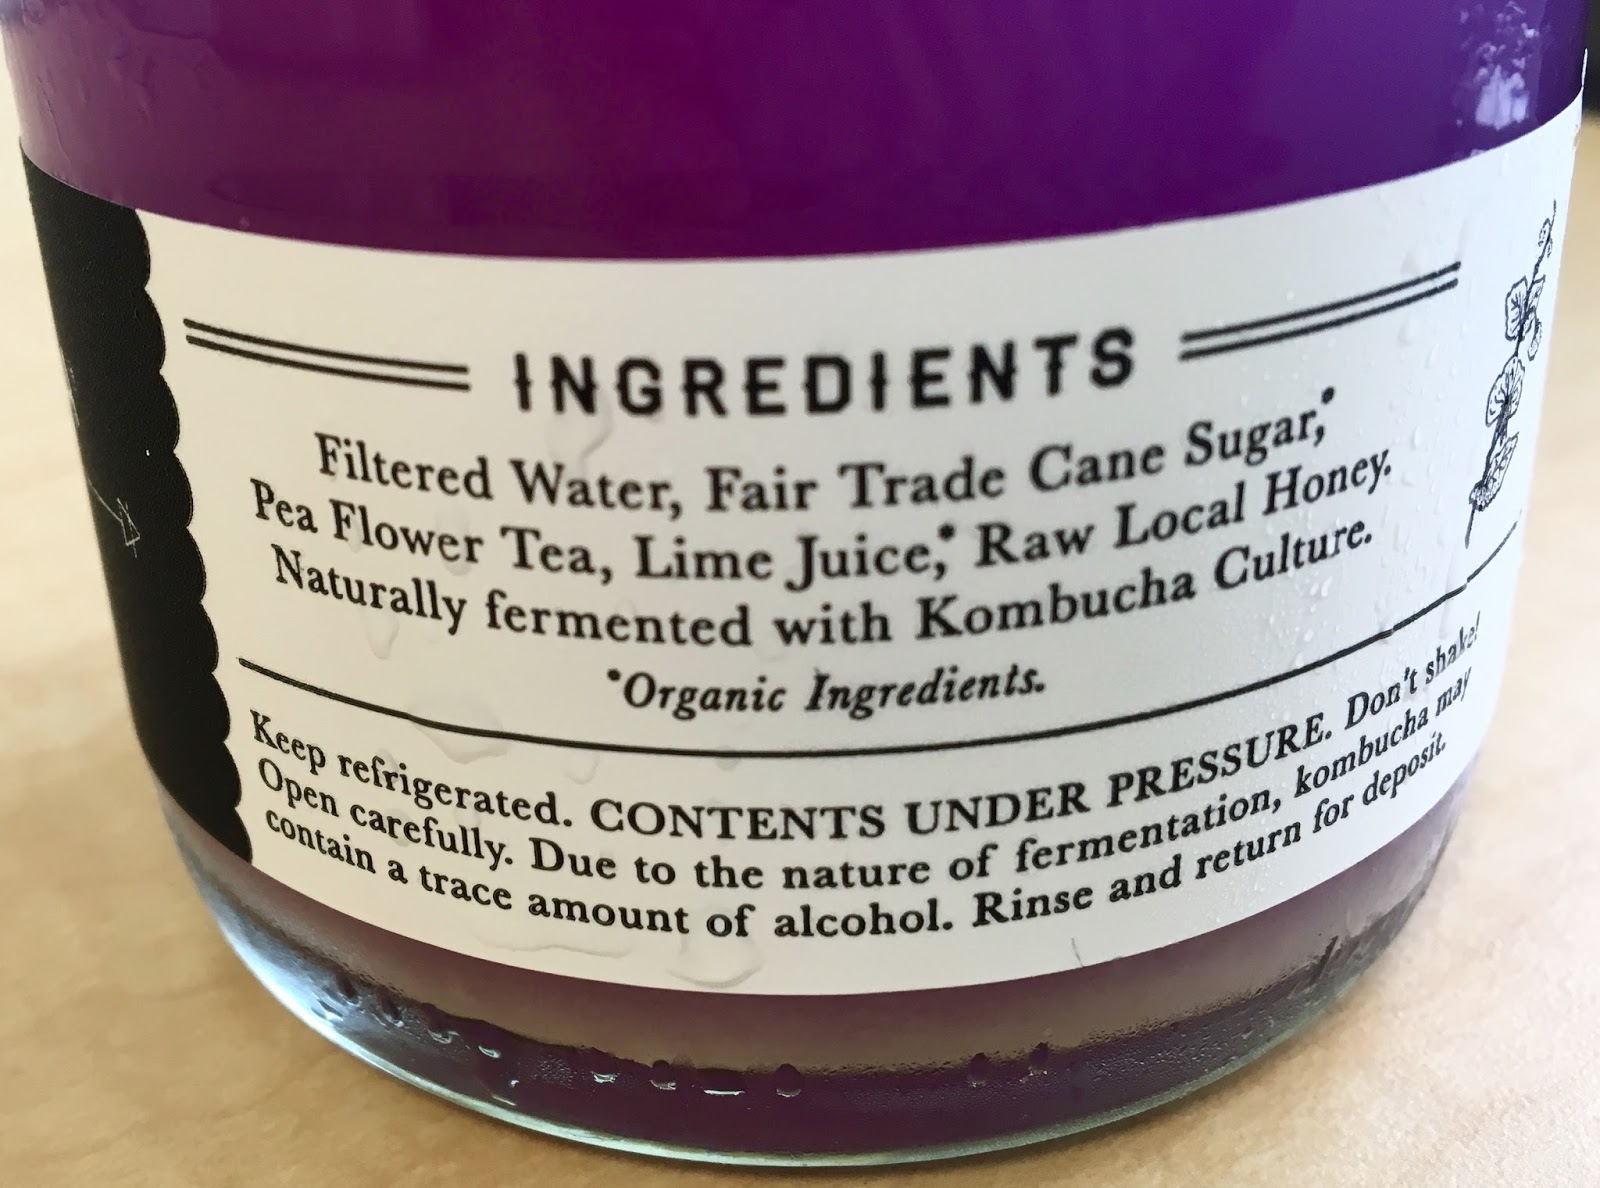 INGREDIENTS
Filtered Water, Fair Trade Cane Sugar,*
Pea Flower Tea, Lime Juice,* Raw Local Honey.
Naturally fermented with Kombucha Culture.
*Organic Ingredients.
Keep refrigerated. CONTENTS UNDER PRESSURE. Don't shake!
Open carefully. Due to the nature of fermentation, kombucha may
contain a trace amount of alcohol. Rinse and return for deposit.